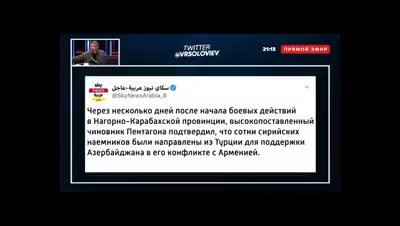 TWITTER
@VRSOLOVIEV
21:13 ПРЯМОЙ ЭФИР
سكاي نيوز عربية-عاجل
@SkyNewsArabia_B
Через несколько дней после начала боевых действий
в Нагорно-Карабахской провинции, высокопоставленный
чиновник Пентагона подтвердил, что сотни сирийских
наемников были направлены из Турции для поддержки
Азербайджана в его конфликте с Арменией.